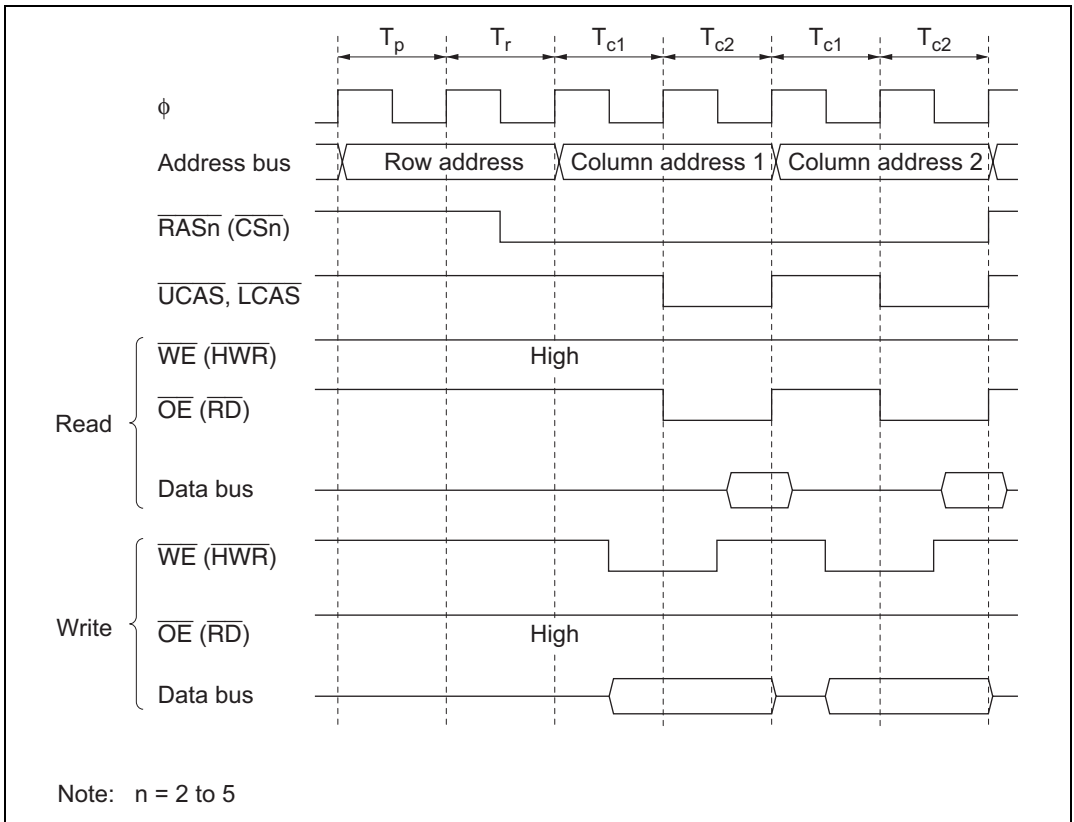 Tp Tr Tc1 Tc2 Tc1 Tc2
ϕ
Address bus Row address Column address 1 Column address 2
RASn (CSn)
UCAS, LCAS
WE (HWR) High
OE (RD)
Read
Data bus
WE (HWR)
OE (RD) High
Write
Data bus
Note: n = 2 to 5